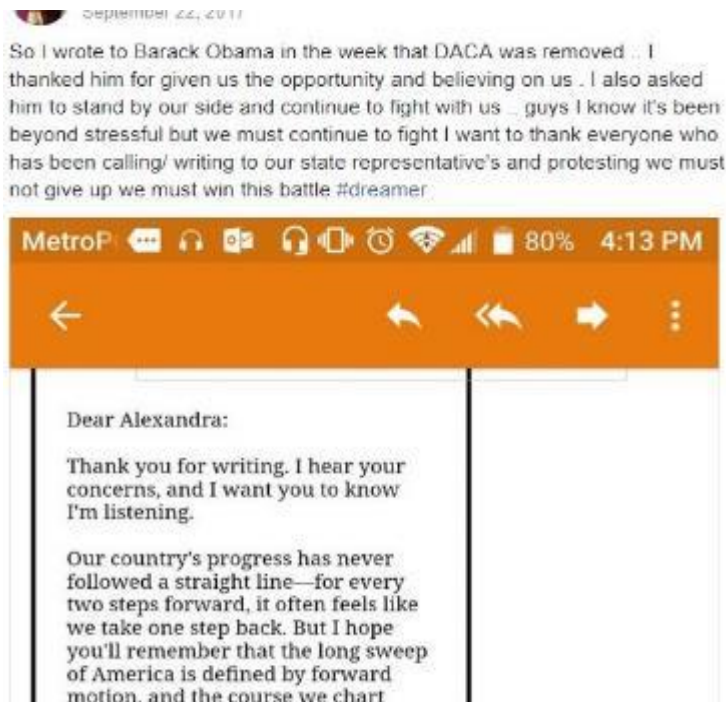 September 22, 2017
So I wrote to Barack Obama in the week that DACA was removed .. I
thanked him for given us the opportunity and believing on us . I also asked
him to stand by our side and continue to fight with us .. guys I know it's been
beyond stressful but we must continue to fight I want to thank everyone who
has been calling/ writing to our state representative's and protesting we must
not give up we must win this battle #dreamer
MetroP 80% 4:13 PM
Dear Alexandra:
Thank you for writing. I hear your
concerns, and I want you to know
I'm listening.
Our country's progress has never
followed a straight line—for every
two steps forward, it often feels like
we take one step back. But I hope
you'll remember that the long sweep
of America is defined by forward
motion, and the course we chart